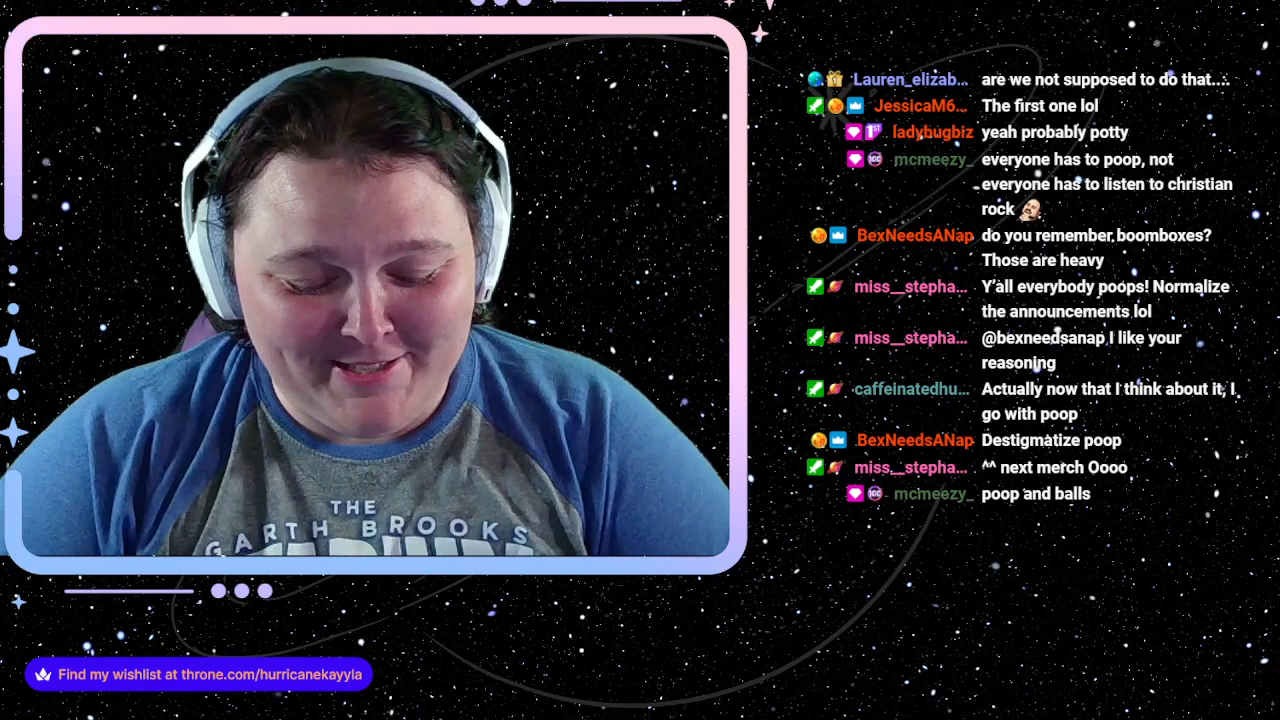 Lauren_elizab... are we not supposed to do that....
JessicaM6... The first one lol
ladybugbiz yeah probably potty
mcmeezy_ everyone has to poop, not
everyone has to listen to christian
rock
BexNeedsANap do you remember boomboxes?
Those are heavy
miss__stepha... Y'all everybody poops! Normalize
the announcements lol
miss__stepha... @bexneedsanap I like your
reasoning
caffeinatedhu... Actually now that I think about it, I
go with poop
BexNeedsANap Destigmatize poop
miss__stepha... ^^ next merch Oooo
mcmeezy_ poop and balls
THE
GARTH BROOKS
Find my wishlist at throne.com/hurricanekayyla